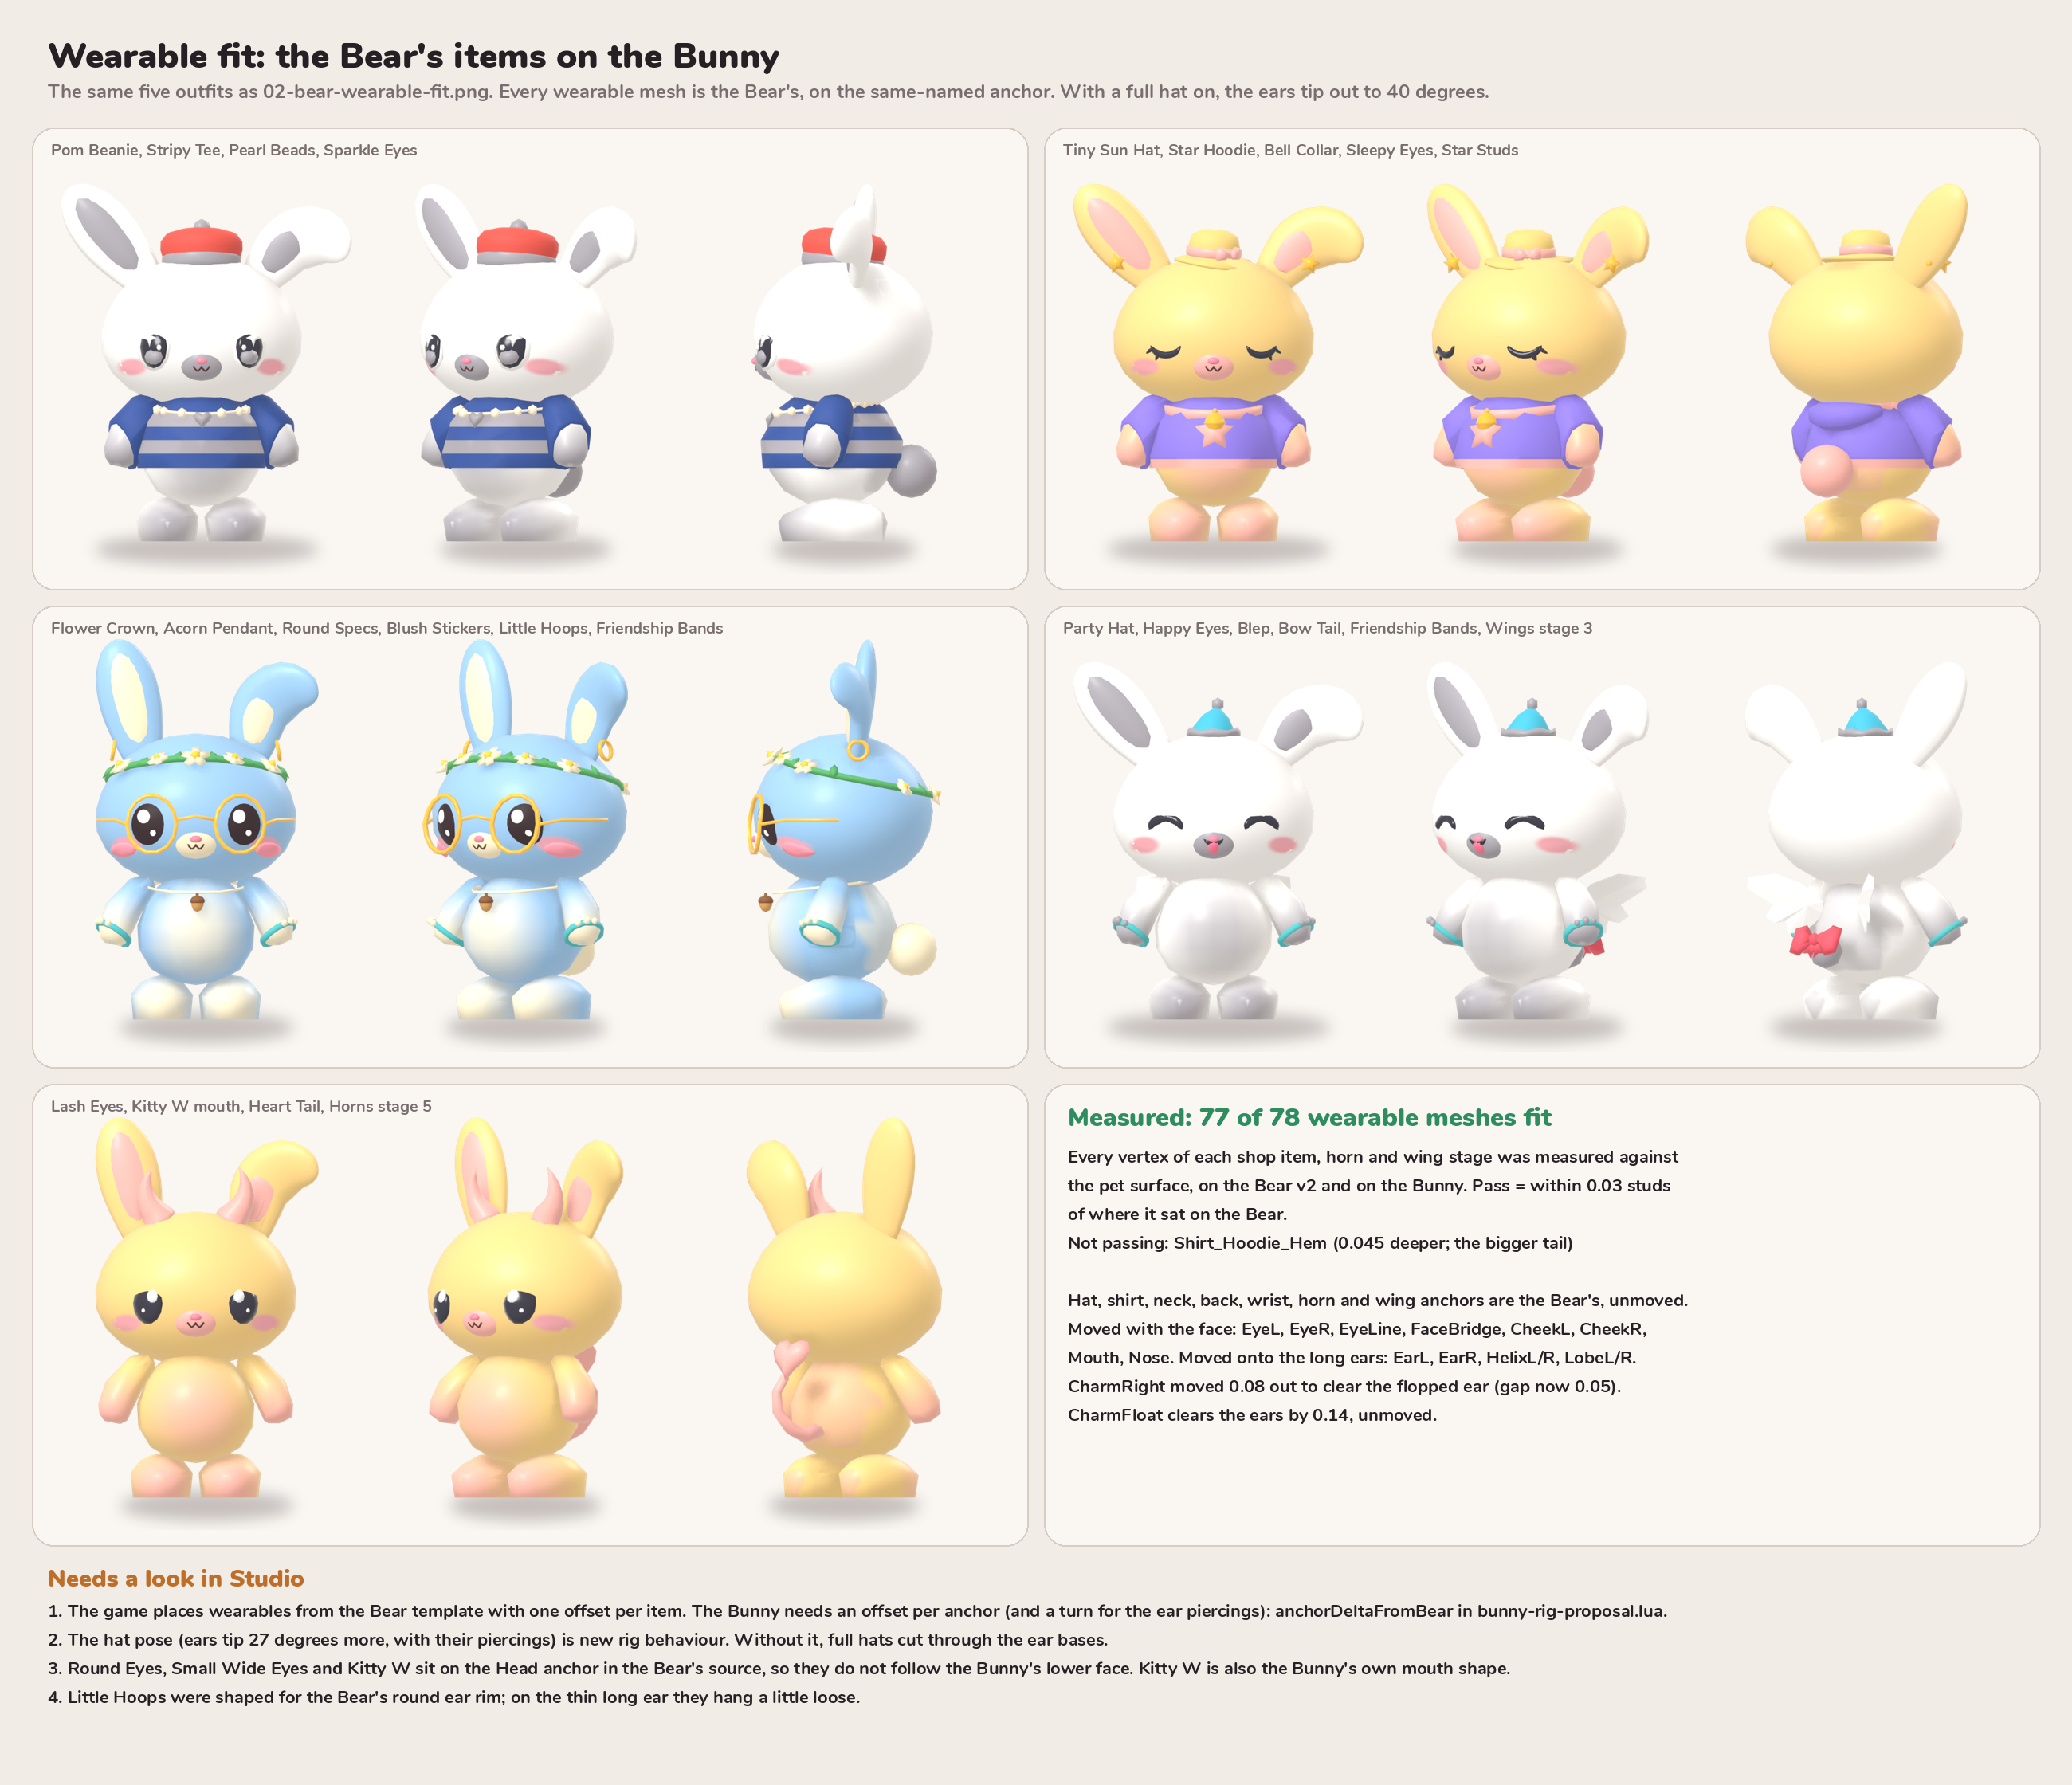 Wearable fit: the Bear's items on the Bunny
The same five outfits as 02-bear-wearable-fit.png. Every wearable mesh is the Bear's, on the same-named anchor. With a full hat on, the ears tip out to 40 degrees.
Pom Beanie, Stripy Tee, Pearl Beads, Sparkle Eyes
Tiny Sun Hat, Star Hoodie, Bell Collar, Sleepy Eyes, Star Studs
Flower Crown, Acorn Pendant, Round Specs, Blush Stickers, Little Hoops, Friendship Bands
Party Hat, Happy Eyes, Blep, Bow Tail, Friendship Bands, Wings stage 3
Lash Eyes, Kitty W mouth, Heart Tail, Horns stage 5
Measured: 77 of 78 wearable meshes fit
Every vertex of each shop item, horn and wing stage was measured against
the pet surface, on the Bear v2 and on the Bunny. Pass = within 0.03 studs
of where it sat on the Bear.
Not passing: Shirt_Hoodie_Hem (0.045 deeper; the bigger tail)
Hat, shirt, neck, back, wrist, horn and wing anchors are the Bear's, unmoved.
Moved with the face: EyeL, EyeR, EyeLine, FaceBridge, CheekL, CheekR,
Mouth, Nose. Moved onto the long ears: EarL, EarR, HelixL/R, LobeL/R.
CharmRight moved 0.08 out to clear the flopped ear (gap now 0.05).
CharmFloat clears the ears by 0.14, unmoved.
Needs a look in Studio
1. The game places wearables from the Bear template with one offset per item. The Bunny needs an offset per anchor (and a turn for the ear piercings): anchorDeltaFromBear in bunny-rig-proposal.lua.
2. The hat pose (ears tip 27 degrees more, with their piercings) is new rig behaviour. Without it, full hats cut through the ear bases.
3. Round Eyes, Small Wide Eyes and Kitty W sit on the Head anchor in the Bear's source, so they do not follow the Bunny's lower face. Kitty W is also the Bunny's own mouth shape.
4. Little Hoops were shaped for the Bear's round ear rim; on the thin long ear they hang a little loose.